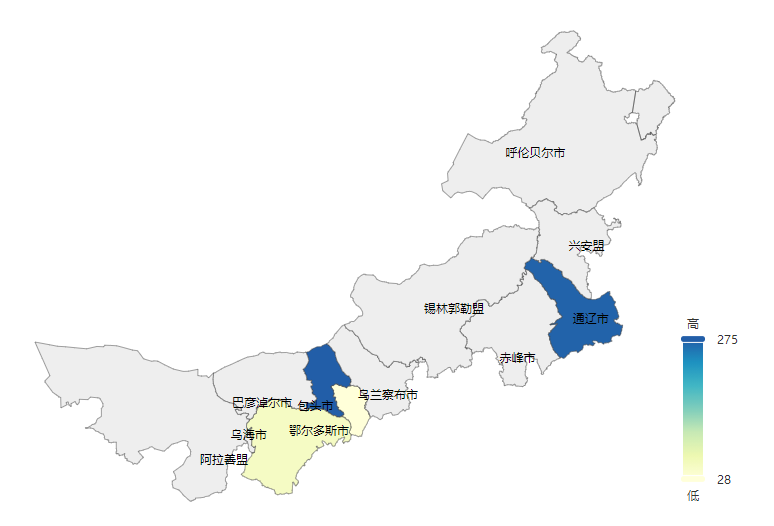 呼伦贝尔市
兴安盟
锡林郭勒盟
通辽市
高
275
赤峰市
乌兰察布市
巴彦淖尔市
包头市
鄂尔多斯市
乌海市
阿拉善盟
28
低